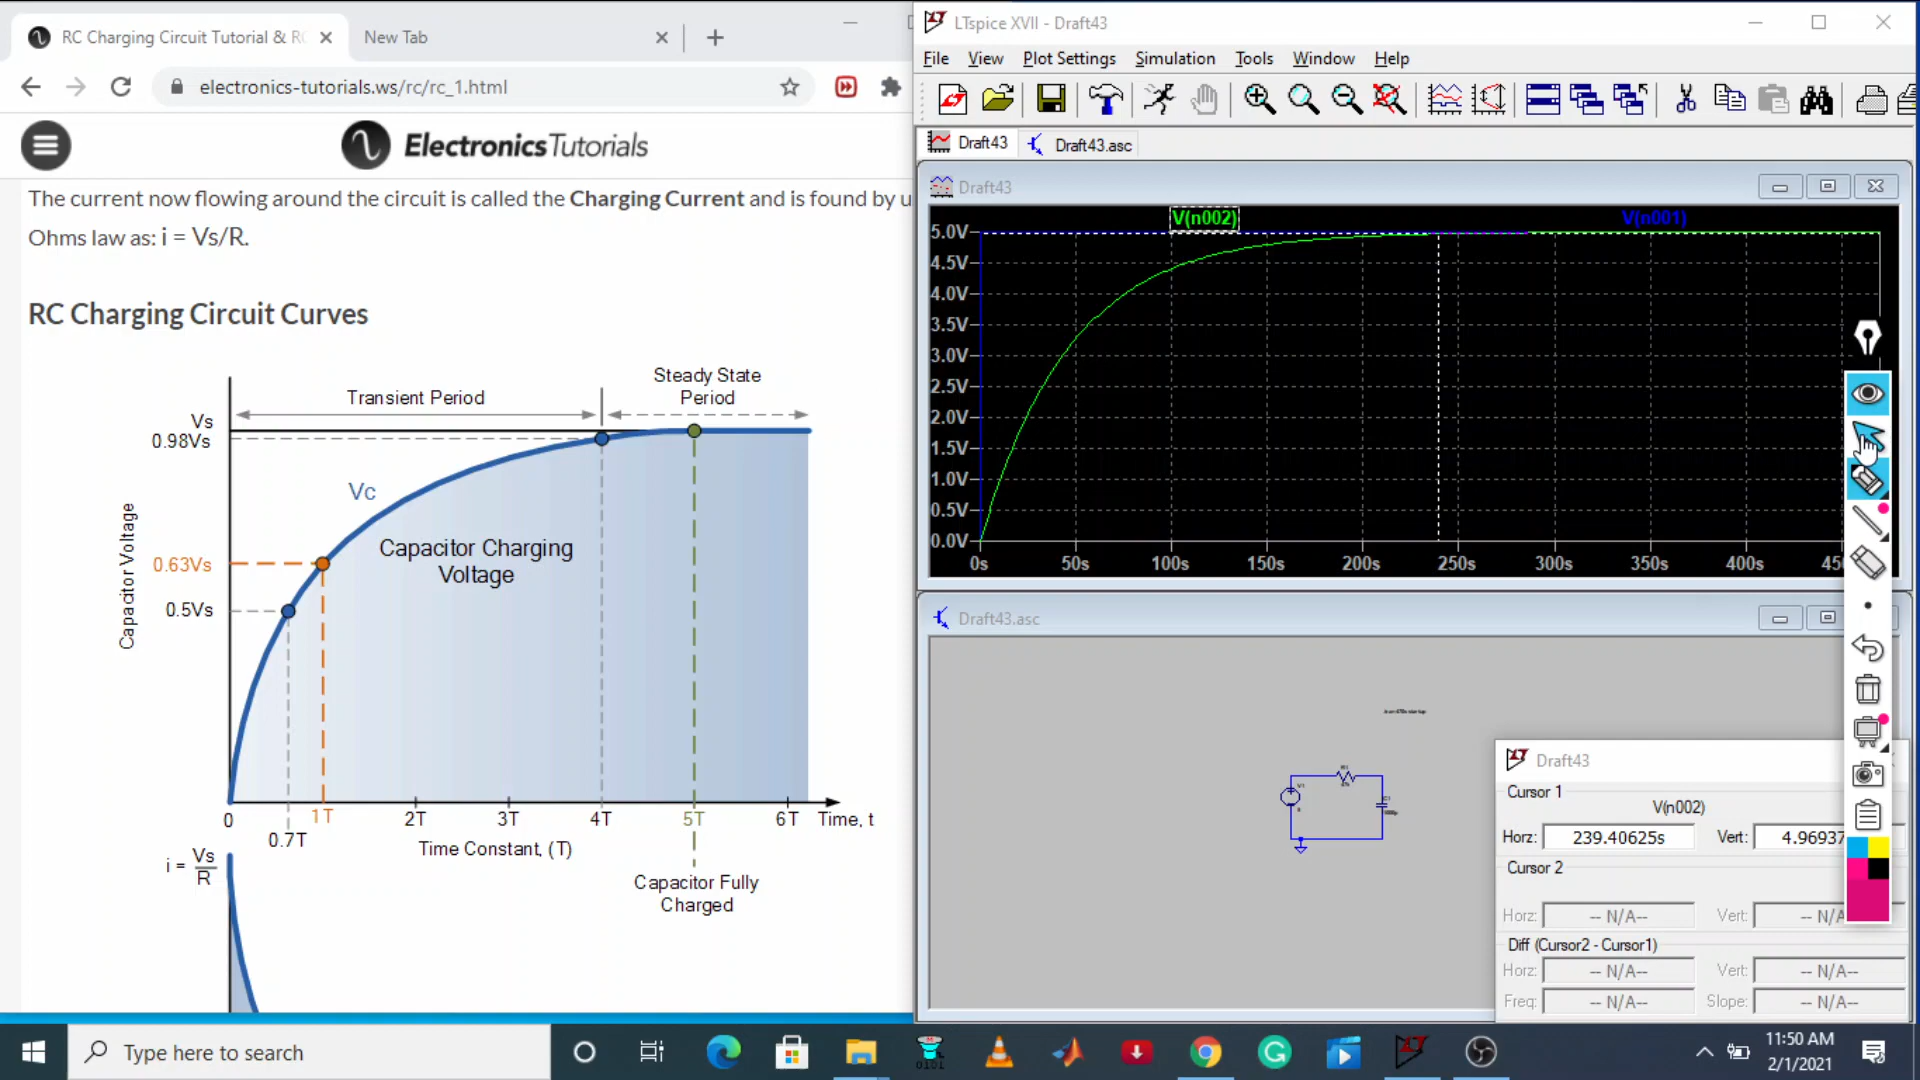 RC Charging Circuit Tutorial & RC
New Tab
electronics-tutorials.ws/rc/rc_1.html
ElectronicsTutorials
The current now flowing around the circuit is called the Charging Current and is found by u
Ohms law as: i = Vs/R.
RC Charging Circuit Curves
Transient Period
Steady State
Period
Vs
0.98Vs
Vc
Capacitor Charging
Voltage
Capacitor Voltage
0.63Vs
0.5Vs
0
0.7T
1T
2T
3T
4T
5T
6T
Time, t
Time Constant, (T)
Capacitor Fully
Charged
i = Vs
R
LTspice XVII - Draft43
File View Plot Settings Simulation Tools Window Help
Draft43
Draft43.asc
Draft43
V(n002)
V(n001)
5.0V
4.5V
4.0V
3.5V
3.0V
2.5V
2.0V
1.5V
1.0V
0.5V
0.0V
0s 50s 100s 150s 200s 250s 300s 350s 400s 45
Draft43.asc
Draft43
Cursor 1
V(n002)
Horz: 239.40625s Vert: 4.96937
Cursor 2
Horz: -- N/A-- Vert: -- N/A
Diff (Cursor2 - Cursor1)
Horz: -- N/A-- Vert: -- N/A--
Freq: -- N/A-- Slope: -- N/A--
Type here to search
11:50 AM
2/1/2021